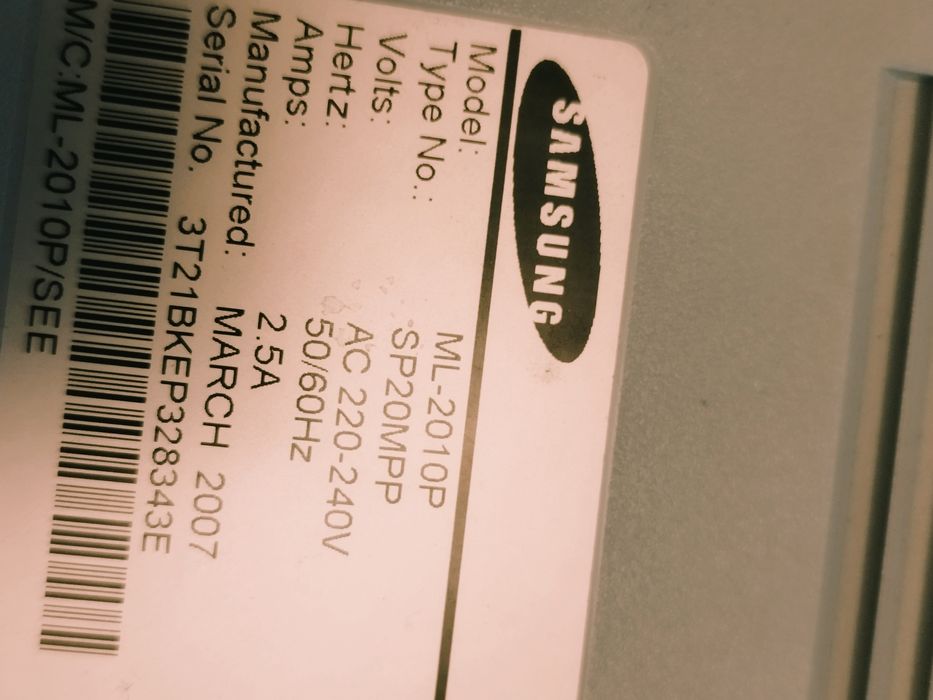 SAMSUNG
Model: ML-2010P
Type No.: SP20MPP
Volts: AC 220-240V
Hertz: 50/60Hz
Amps: 2.5A
Manufactured: MARCH 2007
Serial No. 3T21BKEP328343E
M/C:ML-2010P/SEE